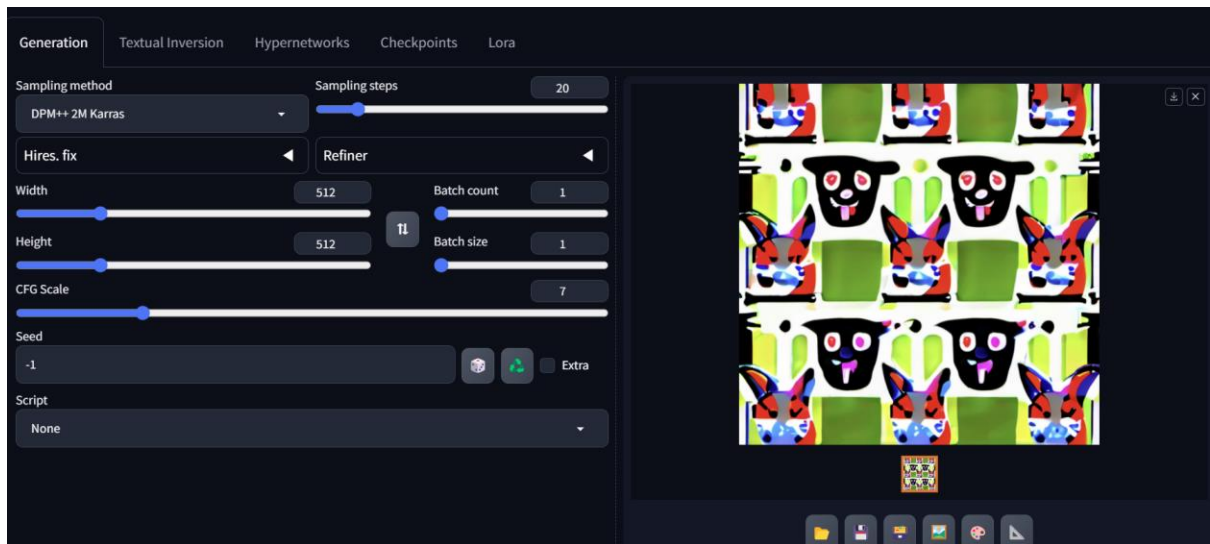 Generation Textual Inversion Hypernetworks Checkpoints Lora
Sampling method
DPM++ 2M Karras
Sampling steps 20
Hires. fix
Refiner
Width 512
Batch count 1
Height 512
Batch size 1
CFG Scale 7
Seed
-1
Extra
Script
None